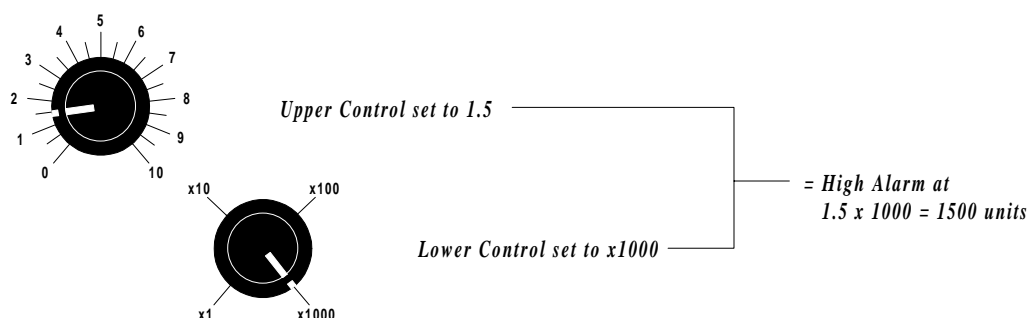 5
4
6
3
7
2
8
1
9
0
10
Upper Control set to 1.5
x10
x100
= High Alarm at
1.5 x 1000 = 1500 units
Lower Control set to x1000
x1
x1000